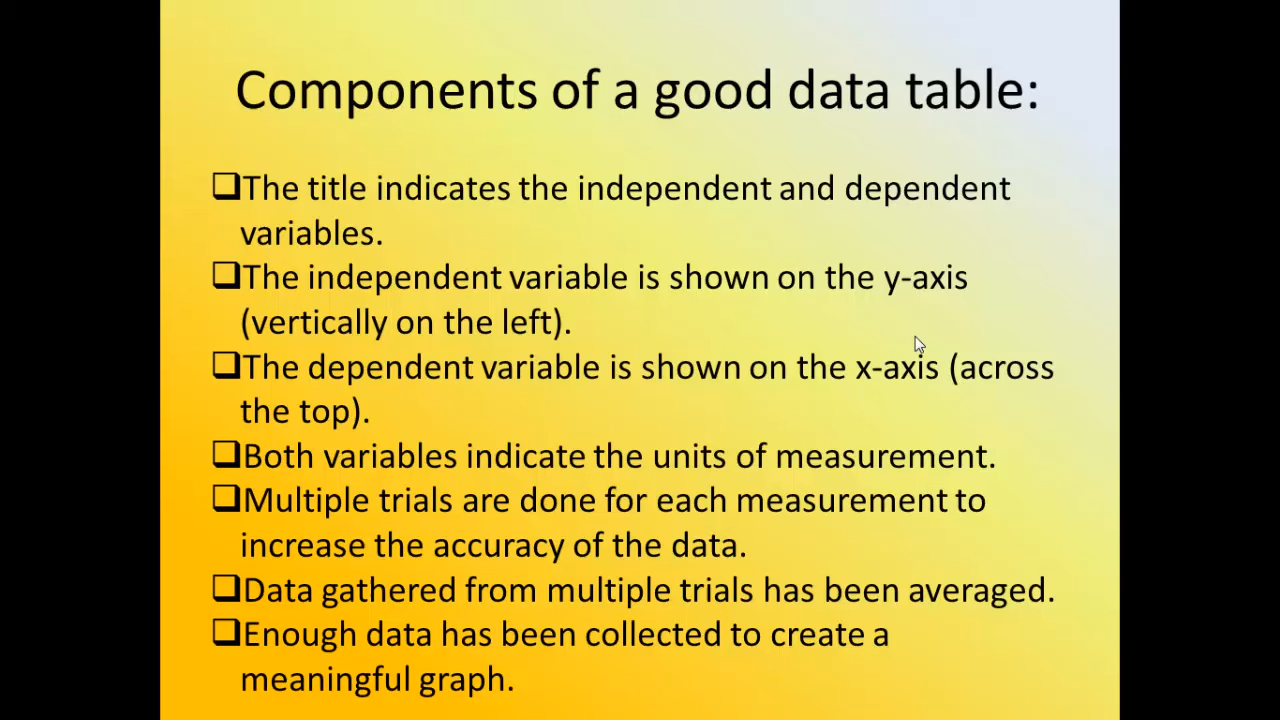 Components of a good data table:
❑The title indicates the independent and dependent
variables.
❑The independent variable is shown on the y-axis
(vertically on the left).
❑The dependent variable is shown on the x-axis (across
the top).
❑Both variables indicate the units of measurement.
❑Multiple trials are done for each measurement to
increase the accuracy of the data.
❑Data gathered from multiple trials has been averaged.
❑Enough data has been collected to create a
meaningful graph.